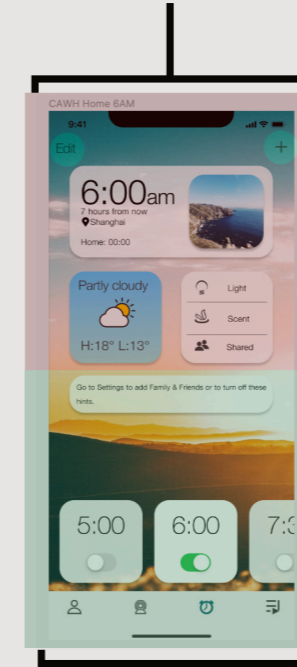 CAWH Home 6AM
9:41
Edit
+
6:00am
7 hours from now
Shanghai
Home: 00:00
Partly cloudy
H:18° L:13°
Light
Scent
Shared
Go to Settings to add Family & Friends or to turn off these
hints.
5:00
6:00